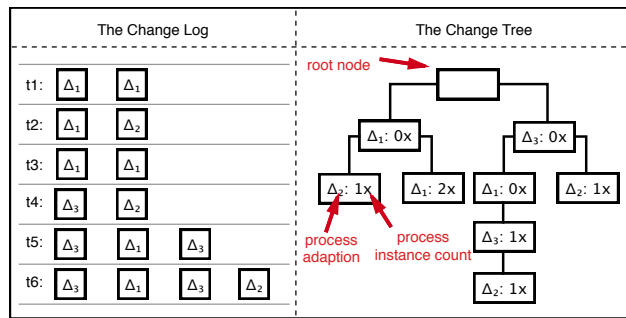 The Change Log
The Change Tree
t1: Δ₁ Δ₁
t2: Δ₁ Δ₂
t3: Δ₁ Δ₁
t4: Δ₃ Δ₂
t5: Δ₃ Δ₁ Δ₃
t6: Δ₃ Δ₁ Δ₃ Δ₂
root node
Δ₁: 0x
Δ₃: 0x
Δ₂: 1x
Δ₁: 2x
Δ₁: 0x
Δ₂: 1x
process
adaption
process
instance count
Δ₃: 1x
Δ₂: 1x